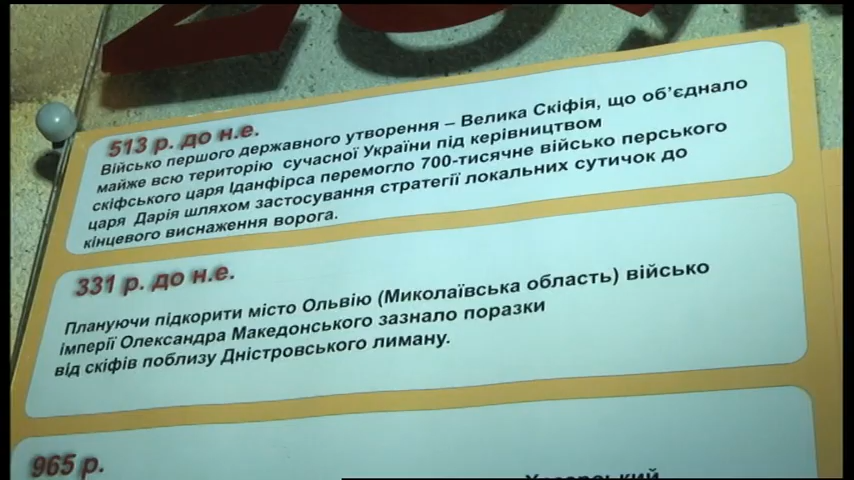 513 р. до н.е.
Військо першого державного утворення – Велика Скіфія, що об’єднало
майже всю територію сучасної України під керівництвом
скіфського царя Іданфірса перемогло 700-тисячне військо перського
царя Дарія шляхом застосування стратегії локальних сутичок до
кінцевого виснаження ворога.
331 р. до н.е.
Плануючи підкорити місто Ольвію (Миколаївська область) військо
імперії Олександра Македонського зазнало поразки
від скіфів поблизу Дністровського лиману.
965 р.
Хозарський